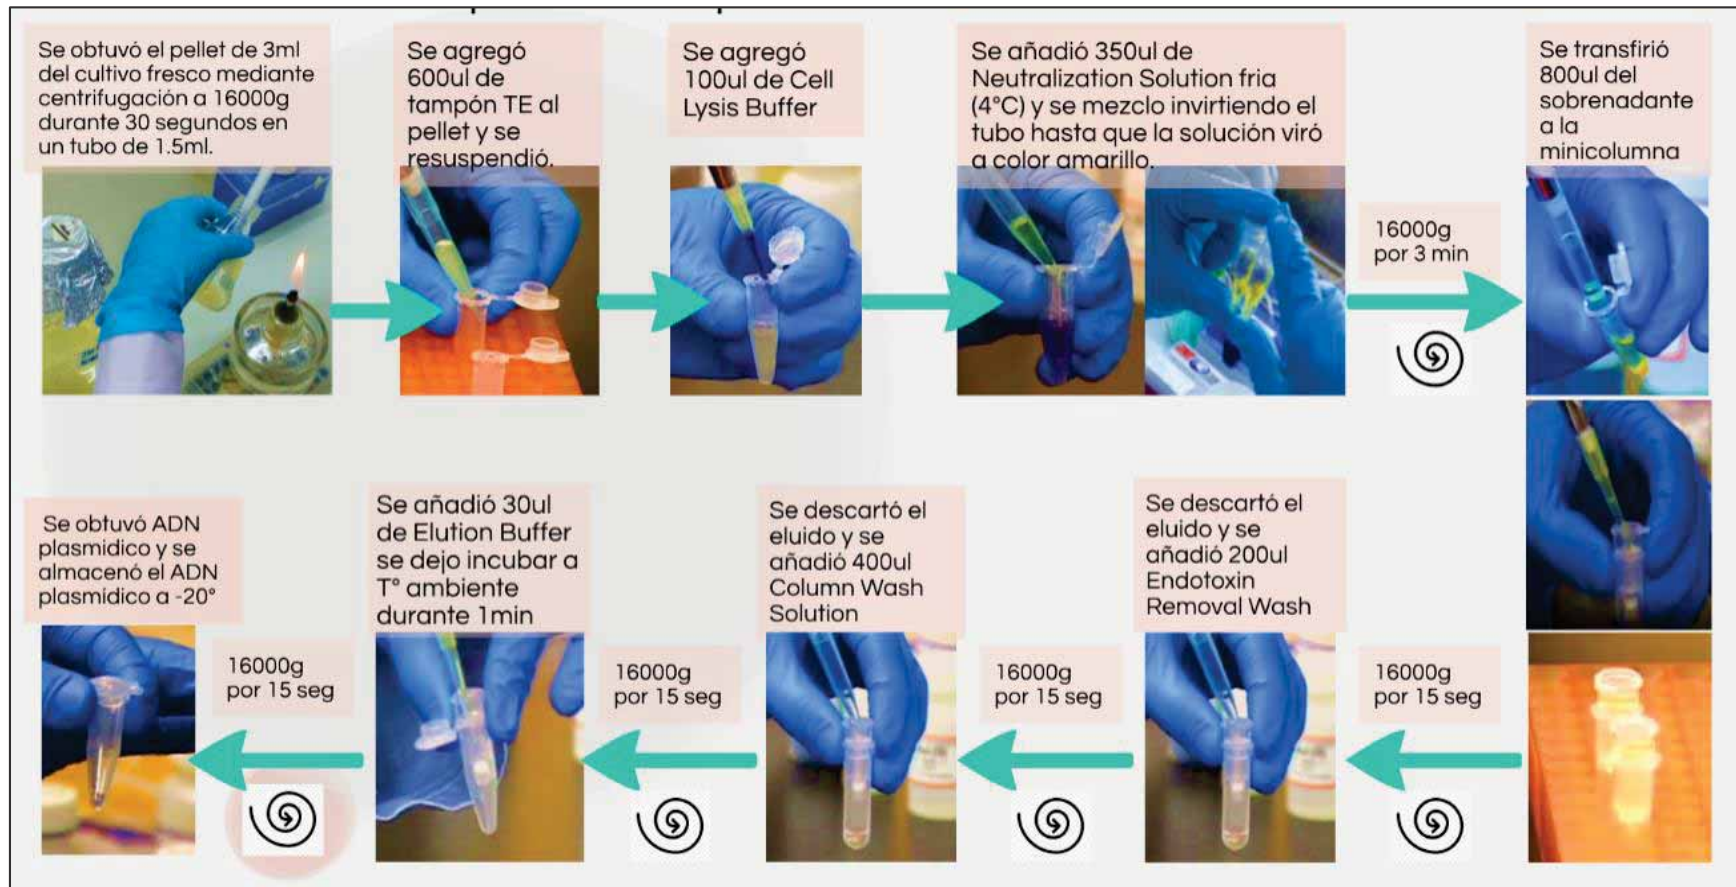 Se obtuvó el pellet de 3ml
del cultivo fresco mediante
centrifugación a 16000g
durante 30 segundos en
un tubo de 1.5ml.
Se agregó
600ul de
tampón TE al
pellet y se
resuspendió.
Se agregó
100ul de Cell
Lysis Buffer
Se añadió 350ul de
Neutralization Solution fria
(4°C) y se mezclo invirtiendo el
tubo hasta que la solución viró
a color amarillo.
16000g
por 3 min
Se transfirió
800ul del
sobrenadante
a la
minicolumna
16000g
por 15 seg
Se descartó el
eluido y se
añadió 200ul
Endotoxin
Removal Wash
16000g
por 15 seg
Se descartó el
eluido y se
añadió 400ul
Column Wash
Solution
16000g
por 15 seg
Se añadió 30ul
de Elution Buffer
se dejo incubar a
T° ambiente
durante 1min
16000g
por 15 seg
Se obtuvó ADN
plasmidico y se
almacenó el ADN
plasmídico a -20°